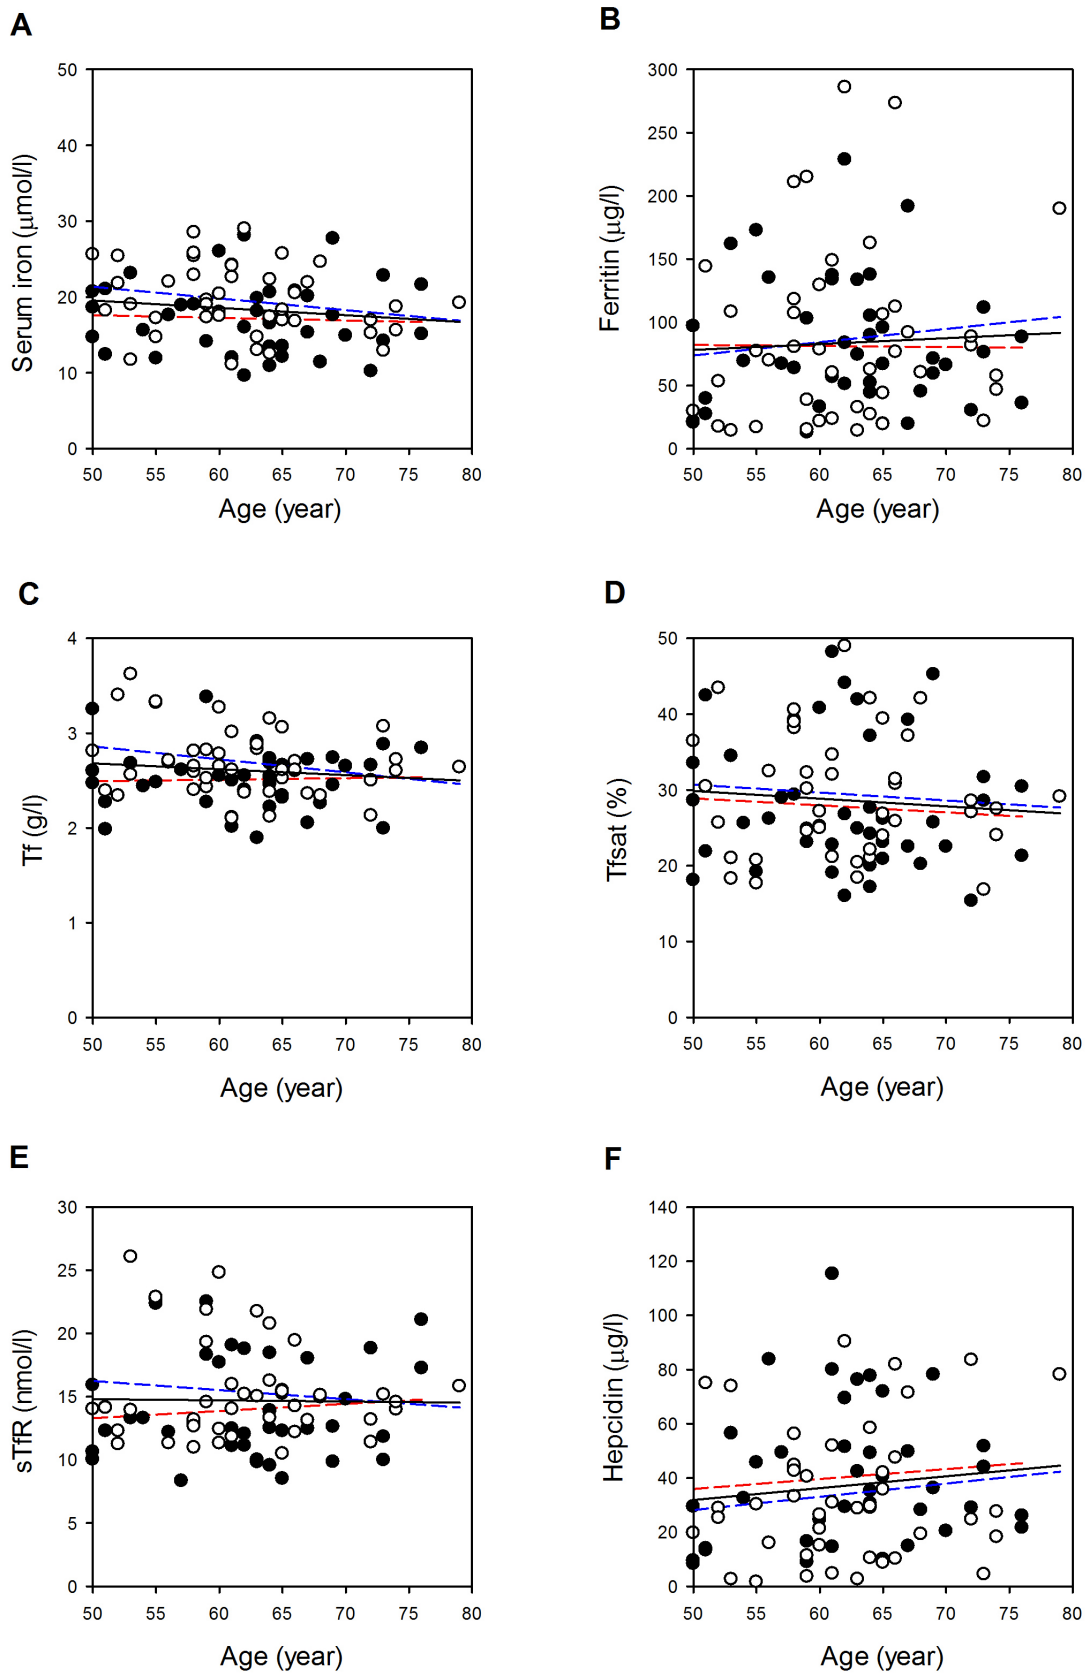 A
50
40
30
20
10
0
Serum iron (μmol/l)
50 55 60 65 70 75 80
Age (year)
B
300
250
200
150
100
50
0
Ferritin (μg/l)
50 55 60 65 70 75 80
Age (year)
C
4
3
2
1
0
Tf (g/l)
50 55 60 65 70 75 80
Age (year)
D
50
40
30
20
10
0
Tfsat (%)
50 55 60 65 70 75 80
Age (year)
E
30
25
20
15
10
5
0
sTfR (nmol/l)
50 55 60 65 70 75 80
Age (year)
F
140
120
100
80
60
40
20
0
Hepcidin (μg/l)
50 55 60 65 70 75 80
Age (year)